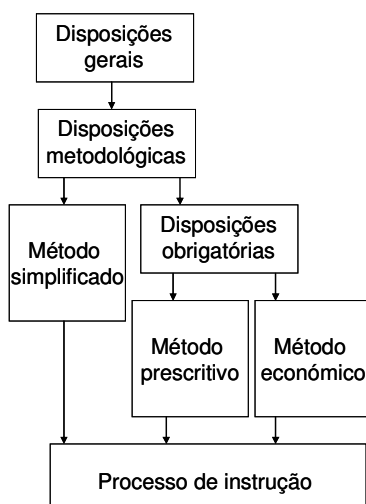 Disposições
gerais
Disposições
metodológicas
Método
simplificado
Disposições
obrigatórias
Método
prescritivo
Método
económico
Processo de instrução